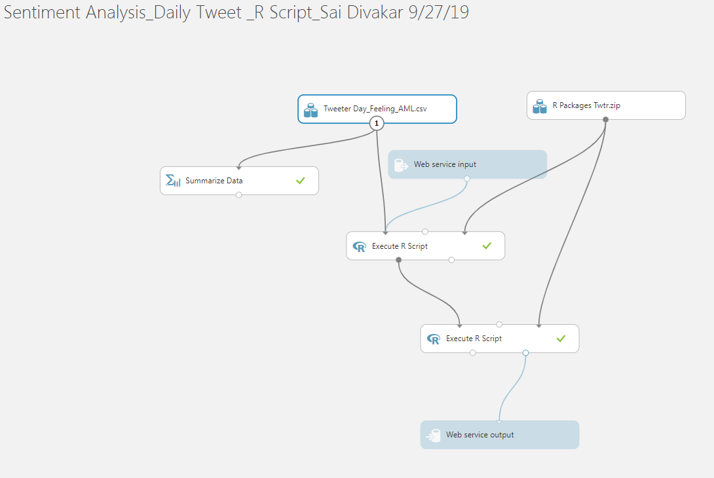 Sentiment Analysis_Daily Tweet _R Script_Sai Divakar 9/27/19
Tweeter Day_Feeling_AML.csv
R Packages Twtr.zip
1
Web service input
Summarize Data
Execute R Script
Execute R Script
Web service output